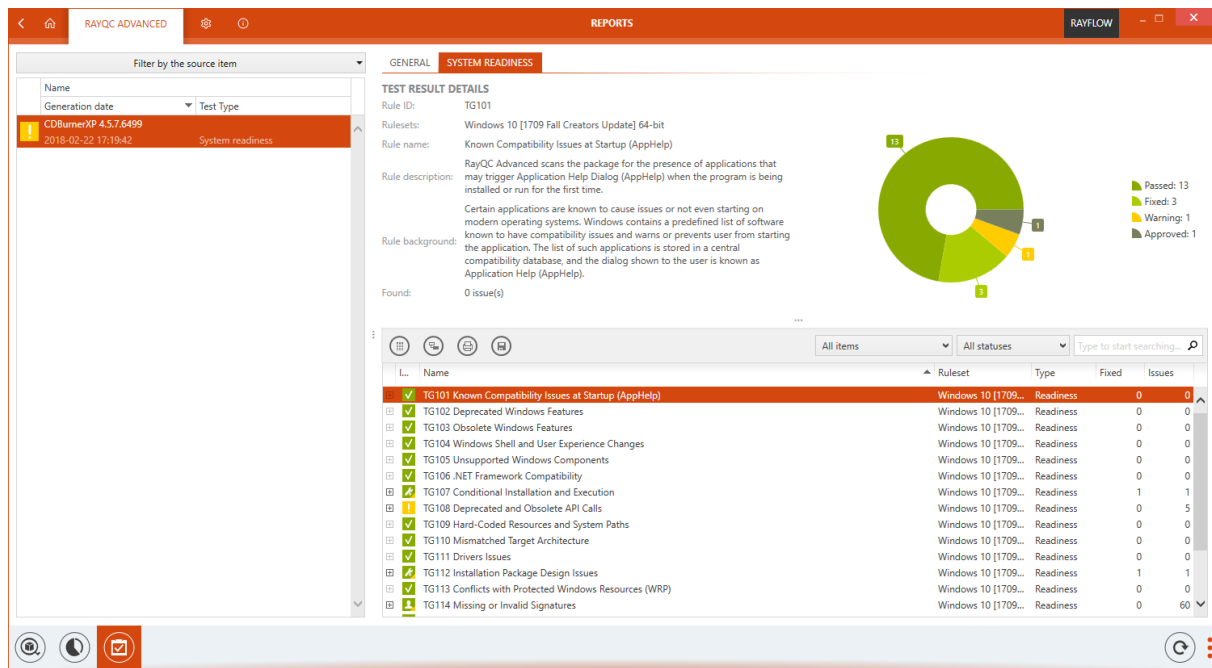 RAYQC ADVANCED
REPORTS
RAYFLOW
Filter by the source item
Name
Generation date Test Type
CDBurnerXP 4.5.7.6499
2018-02-22 17:19:42 System readiness
GENERAL SYSTEM READINESS
TEST RESULT DETAILS
Rule ID: TG101
Rulesets: Windows 10 [1709 Fall Creators Update] 64-bit
Rule name: Known Compatibility Issues at Startup (AppHelp)
Rule description: RayQC Advanced scans the package for the presence of applications that
may trigger Application Help Dialog (AppHelp) when the program is being
installed or run for the first time.
Rule background: Certain applications are known to cause issues or not even starting on
modern operating systems. Windows contains a predefined list of software
known to have compatibility issues and warns or prevents user from starting
the application. The list of such applications is stored in a central
compatibility database, and the dialog shown to the user is known as
Application Help (AppHelp).
Found: 0 issue(s)
13
1
1
3
Passed: 13
Fixed: 3
Warning: 1
Approved: 1
All items All statuses Type to start searching...
I... Name Ruleset Type Fixed Issues
TG101 Known Compatibility Issues at Startup (AppHelp) Windows 10 [1709... Readiness 0 0
TG102 Deprecated Windows Features Windows 10 [1709... Readiness 0 0
TG103 Obsolete Windows Features Windows 10 [1709... Readiness 0 0
TG104 Windows Shell and User Experience Changes Windows 10 [1709... Readiness 0 0
TG105 Unsupported Windows Components Windows 10 [1709... Readiness 0 0
TG106 .NET Framework Compatibility Windows 10 [1709... Readiness 0 0
TG107 Conditional Installation and Execution Windows 10 [1709... Readiness 1 1
TG108 Deprecated and Obsolete API Calls Windows 10 [1709... Readiness 0 5
TG109 Hard-Coded Resources and System Paths Windows 10 [1709... Readiness 0 0
TG110 Mismatched Target Architecture Windows 10 [1709... Readiness 0 0
TG111 Drivers Issues Windows 10 [1709... Readiness 0 0
TG112 Installation Package Design Issues Windows 10 [1709... Readiness 1 1
TG113 Conflicts with Protected Windows Resources (WRP) Windows 10 [1709... Readiness 0 0
TG114 Missing or Invalid Signatures Windows 10 [1709... Readiness 0 60